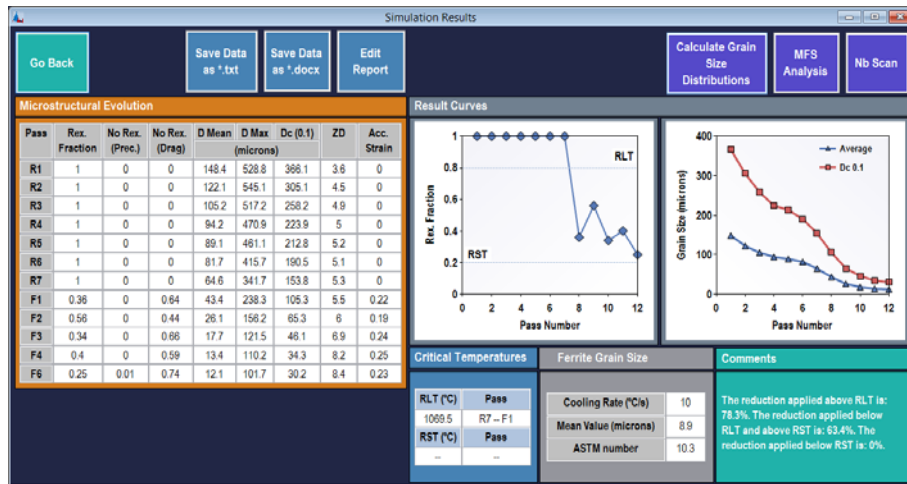 Simulation Results
Go Back
Save Data
as *.txt
Save Data
as *.docx
Edit
Report
Calculate Grain
Size
Distributions
MFS
Analysis
Nb Scan
Microstructural Evolution
Pass Rex. Fraction No Rex. (Prec.) No Rex. (Drag) D Mean D Max Dc (0.1) (microns) ZD Acc. Strain
R1 1 0 0 148.4 528.8 366.1 3.6 0
R2 1 0 0 122.1 545.1 305.1 4.5 0
R3 1 0 0 105.2 517.2 258.2 4.9 0
R4 1 0 0 94.2 470.9 223.9 5 0
R5 1 0 0 89.1 461.1 212.8 5.2 0
R6 1 0 0 81.7 415.7 190.5 5.1 0
R7 1 0 0 64.6 341.7 153.8 5.3 0
F1 0.36 0 0.64 43.4 238.3 105.3 5.5 0.22
F2 0.56 0 0.44 26.1 156.2 65.3 6 0.19
F3 0.34 0 0.66 17.7 121.5 46.1 6.9 0.24
F4 0.4 0 0.59 13.4 110.2 34.3 8.2 0.25
F6 0.25 0.01 0.74 12.1 101.7 30.2 8.4 0.23
Result Curves
1
0.8
0.6
0.4
0.2
0
Rex. Fraction
RLT
RST
0 2 4 6 8 10 12
Pass Number
400
300
200
100
0
Grain Size (microns)
Average
Dc 0.1
0 2 4 6 8 10 12
Pass Number
Critical Temperatures
RLT (°C) Pass
1069.5 R7 -- F1
RST (°C) Pass
-- --
Ferrite Grain Size
Cooling Rate (°C/s) 10
Mean Value (microns) 8.9
ASTM number 10.3
Comments
The reduction applied above RLT is:
78.3%. The reduction applied below
RLT and above RST is: 63.4%. The
reduction applied below RST is: 0%.